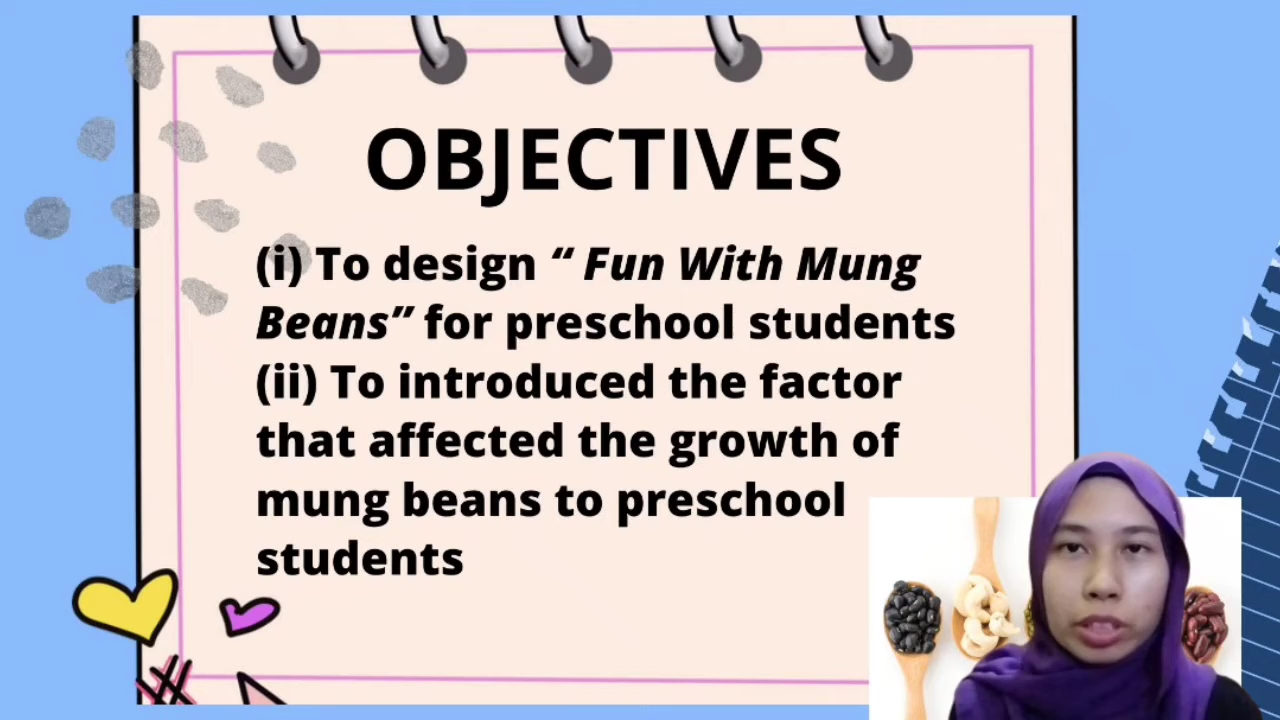 OBJECTIVES
(i) To design “ Fun With Mung
Beans” for preschool students
(ii) To introduced the factor
that affected the growth of
mung beans to preschool
students